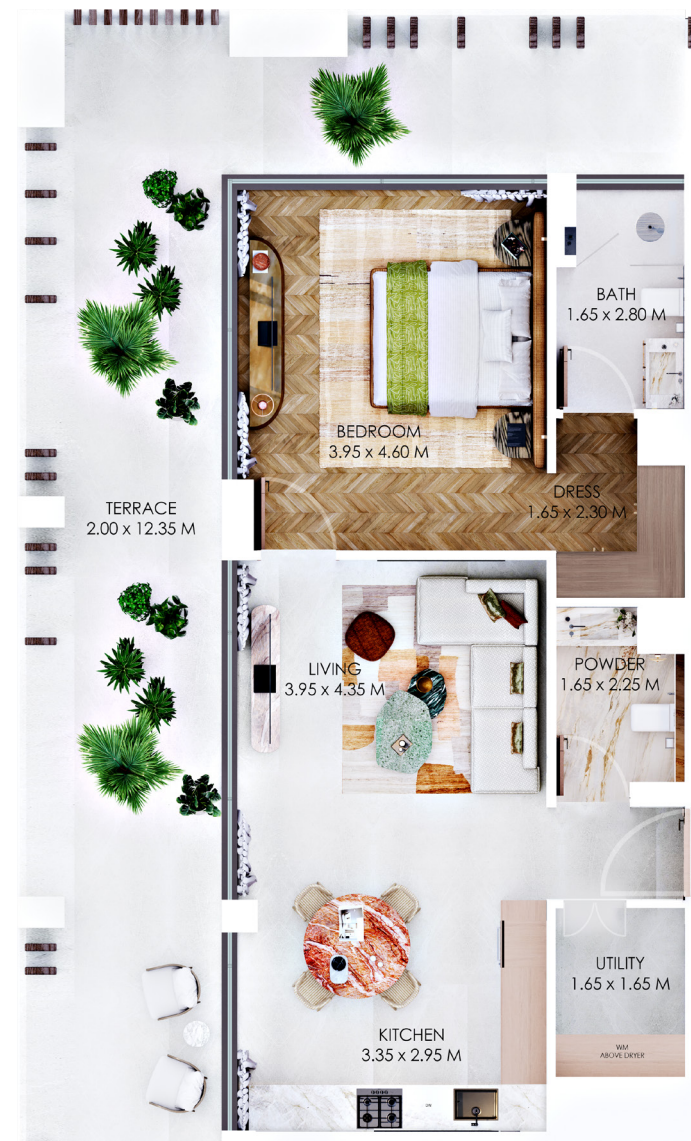 BATH
1.65 x 2.80 M
BEDROOM
3.95 x 4.60 M
DRESS
1.65 x 2.30 M
TERRACE
2.00 x 12.35 M
LIVING
3.95 x 4.35 M
POWDER
1.65 x 2.25 M
UTILITY
1.65 x 1.65 M
KITCHEN
3.35 x 2.95 M
WM
ABOVE DRYER